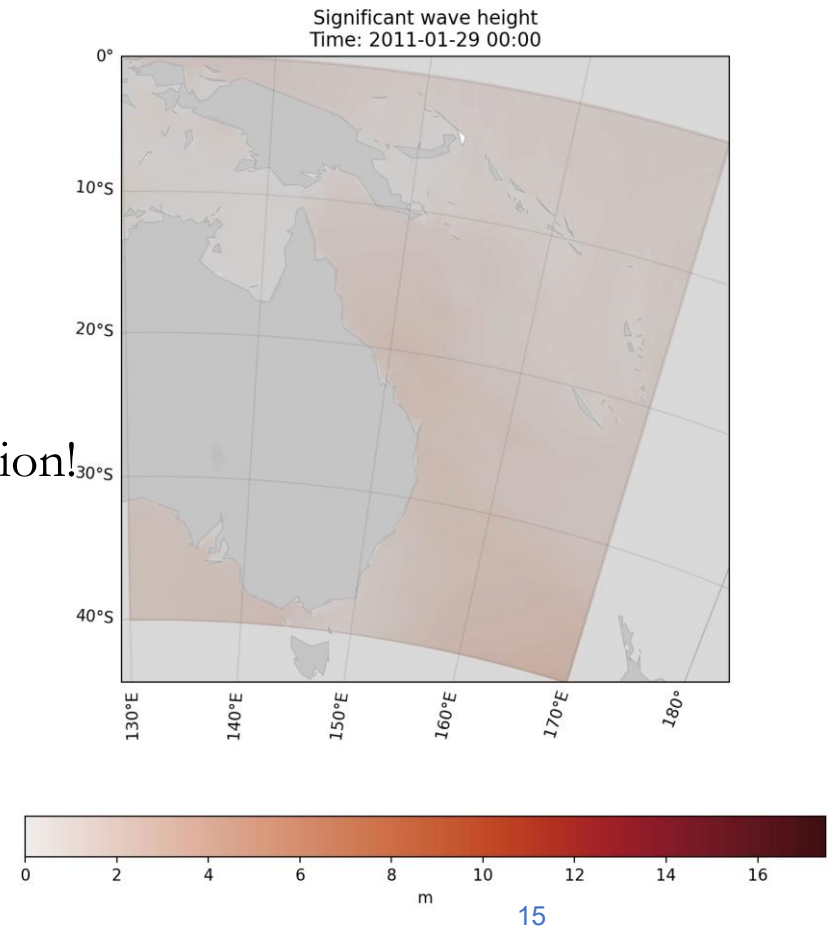 Significant wave height
Time: 2011-01-29 00:00
0°
10°S
20°S
ion!
30°S
40°S
130°E
140°E
150°E
160°E
170°E
180°
0 2 4 6 8 10 12 14 16
m
15